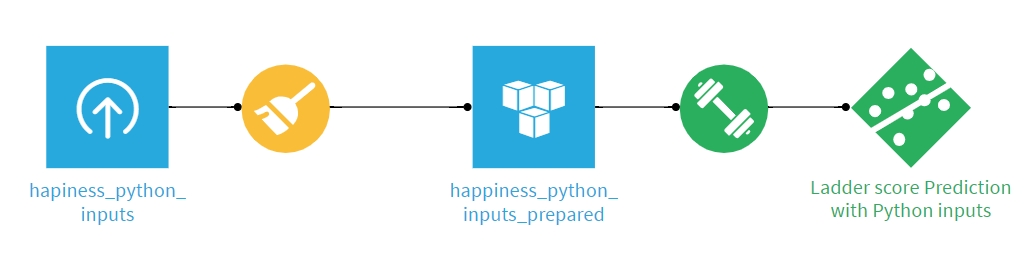 hapiness_python_
inputs
happiness_python_
inputs_prepared
Ladder score Prediction
with Python inputs